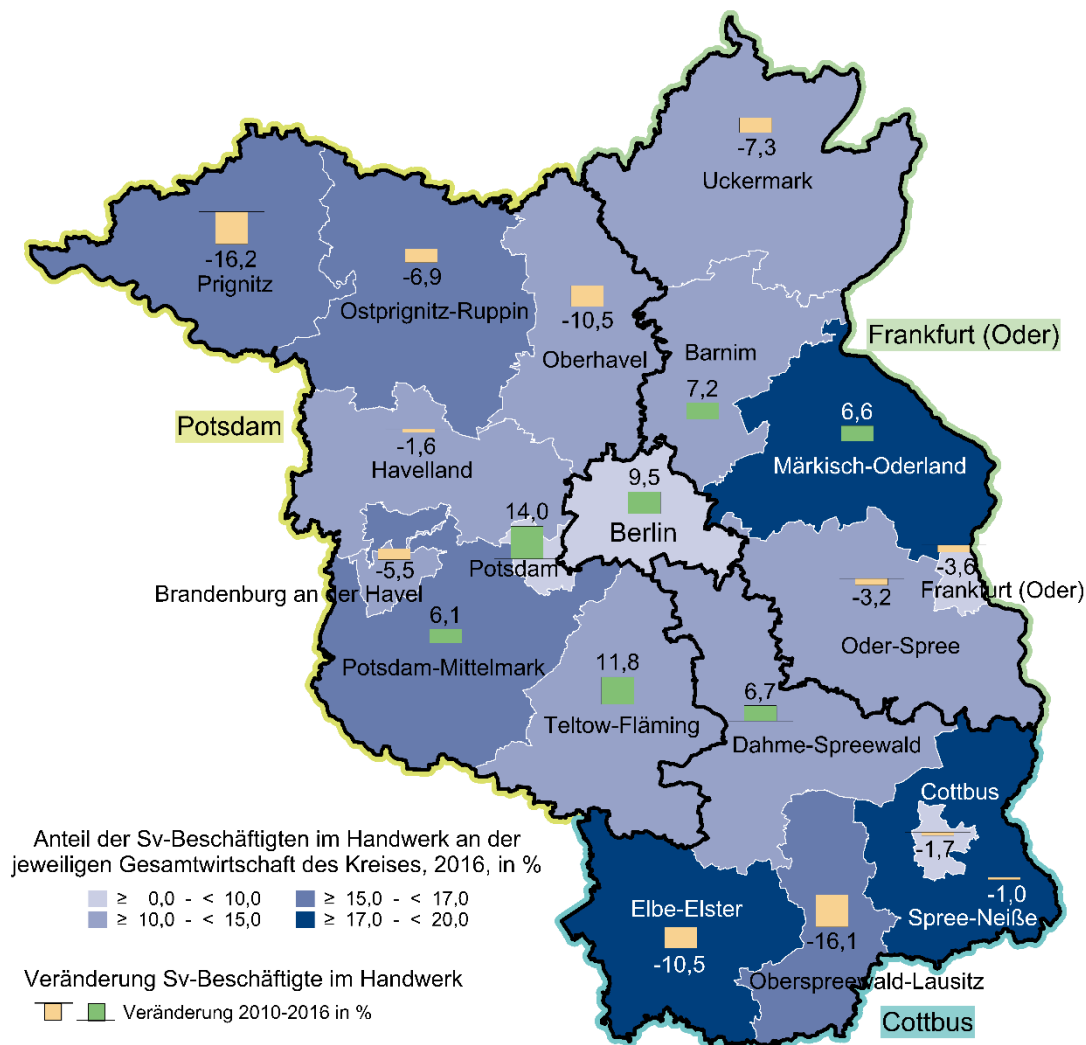 -7,3
Uckermark
-16,2
Prignitz
-6,9
Ostprignitz-Ruppin
-10,5
Oberhavel
Barnim
7,2
Frankfurt (Oder)
6,6
Märkisch-Oderland
Potsdam
-1,6
Havelland
9,5
Berlin
14,0
Potsdam
-5,5
Brandenburg an der Havel
-3,6
Frankfurt (Oder)
-3,2
Oder-Spree
6,1
Potsdam-Mittelmark
11,8
Teltow-Fläming
6,7
Dahme-Spreewald
Cottbus
-1,7
-1,0
Spree-Neiße
Elbe-Elster
-10,5
-16,1
Oberspreewald-Lausitz
Cottbus
Anteil der Sv-Beschäftigten im Handwerk an der
jeweiligen Gesamtwirtschaft des Kreises, 2016, in %
≥ 0,0 - < 10,0
≥ 15,0 - < 17,0
≥ 10,0 - < 15,0
≥ 17,0 - < 20,0
Veränderung Sv-Beschäftigte im Handwerk
Veränderung 2010-2016 in %